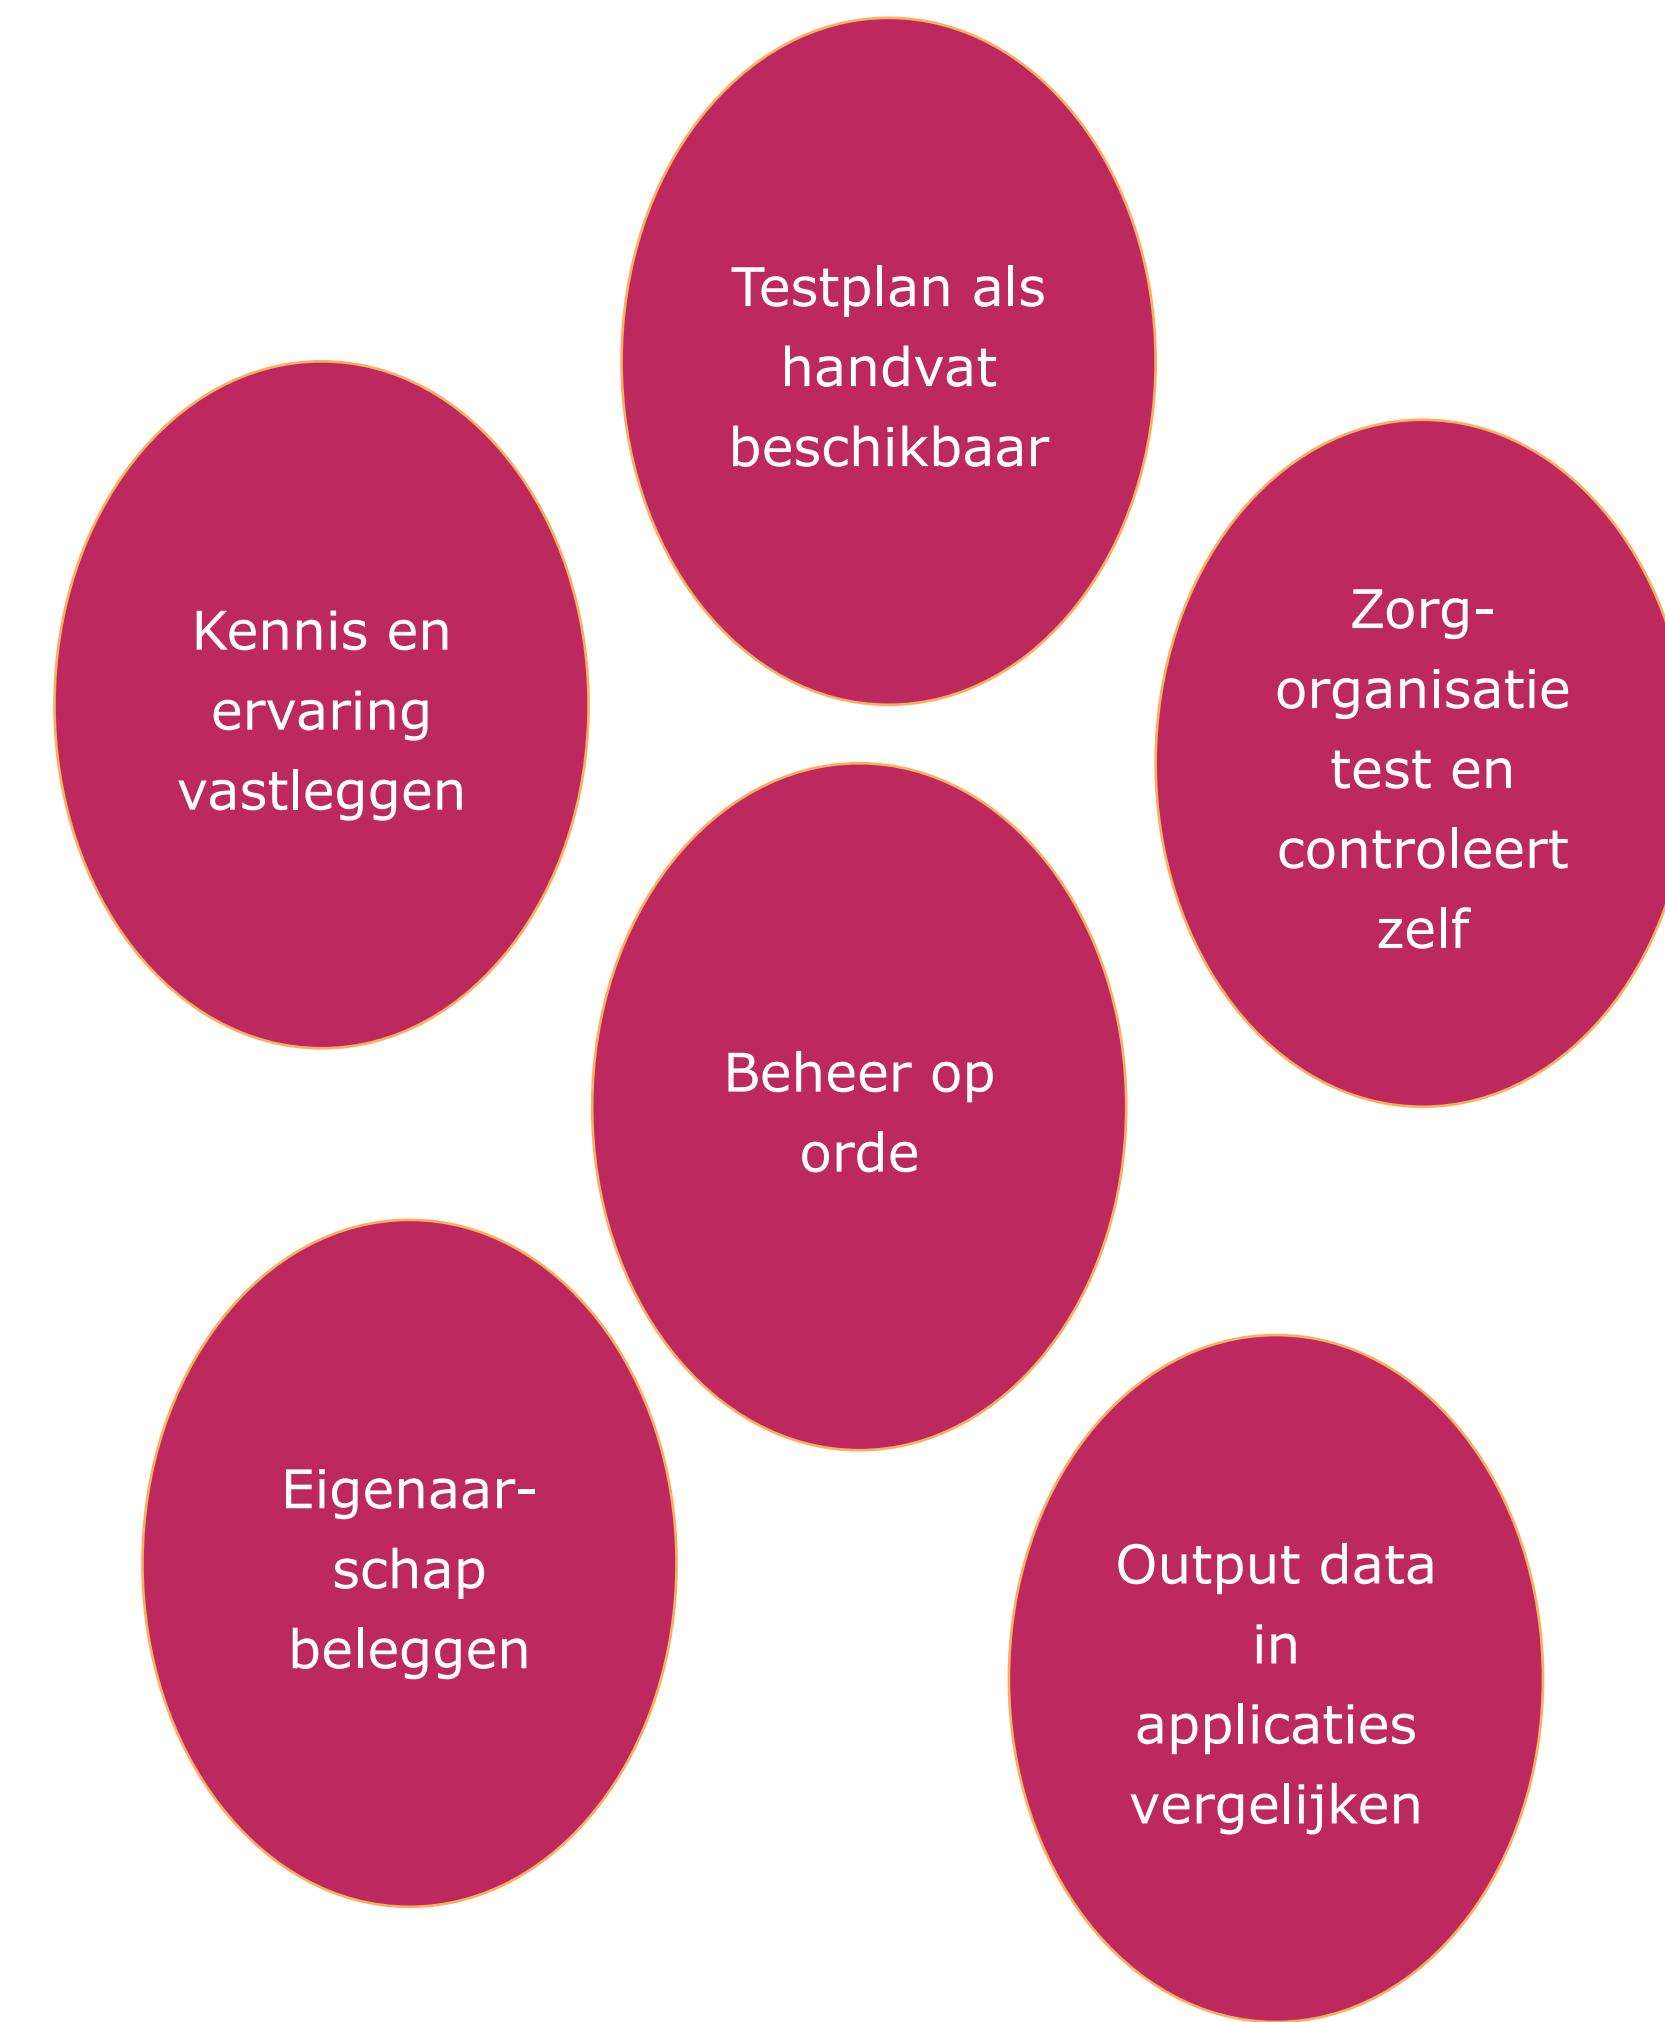 Testplan als
handvat
beschikbaar
Kennis en
ervaring
vastleggen
Zorg-
organisatie
test en
controleert
zelf
Beheer op
orde
Eigenaar-
schap
beleggen
Output data
in
applicaties
vergelijken